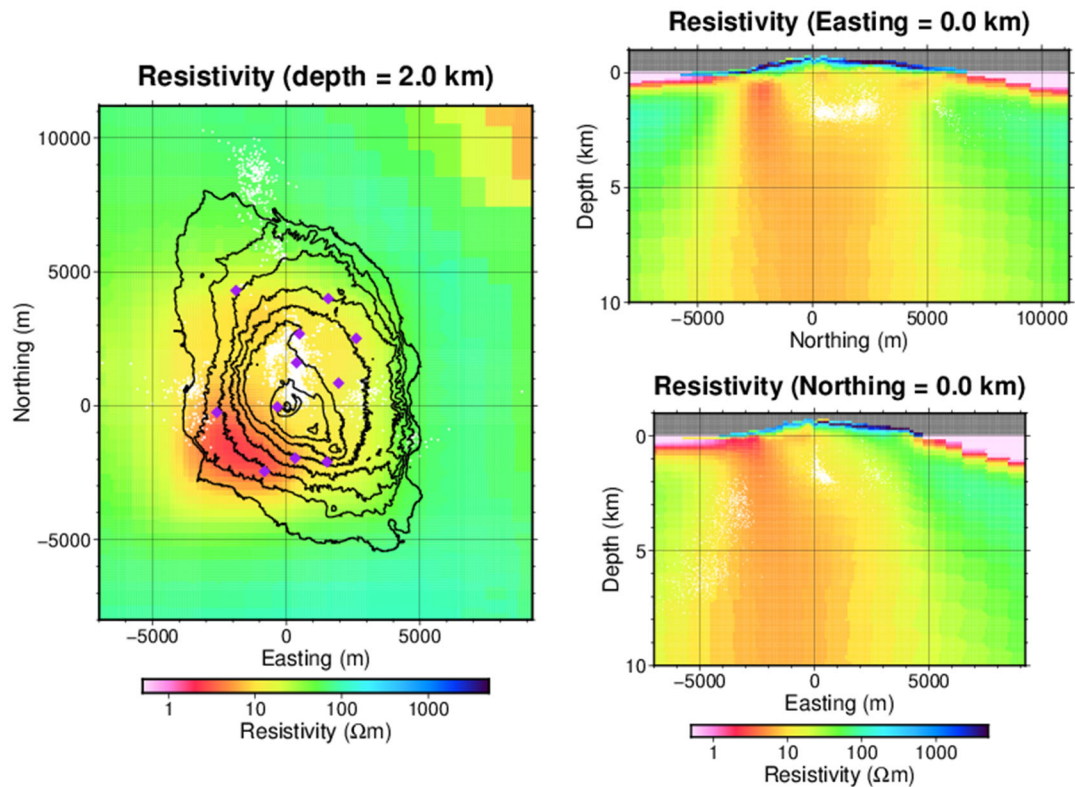 Resistivity (depth = 2.0 km)
10000
5000
0
−5000
Northing (m)
−5000 0 5000
Easting (m)
1 10 100 1000
Resistivity (Ωm)
Resistivity (Easting = 0.0 km)
0
5
10
Depth (km)
−5000 0 5000 10000
Northing (m)
Resistivity (Northing = 0.0 km)
0
5
10
Depth (km)
−5000 0 5000
Easting (m)
1 10 100 1000
Resistivity (Ωm)